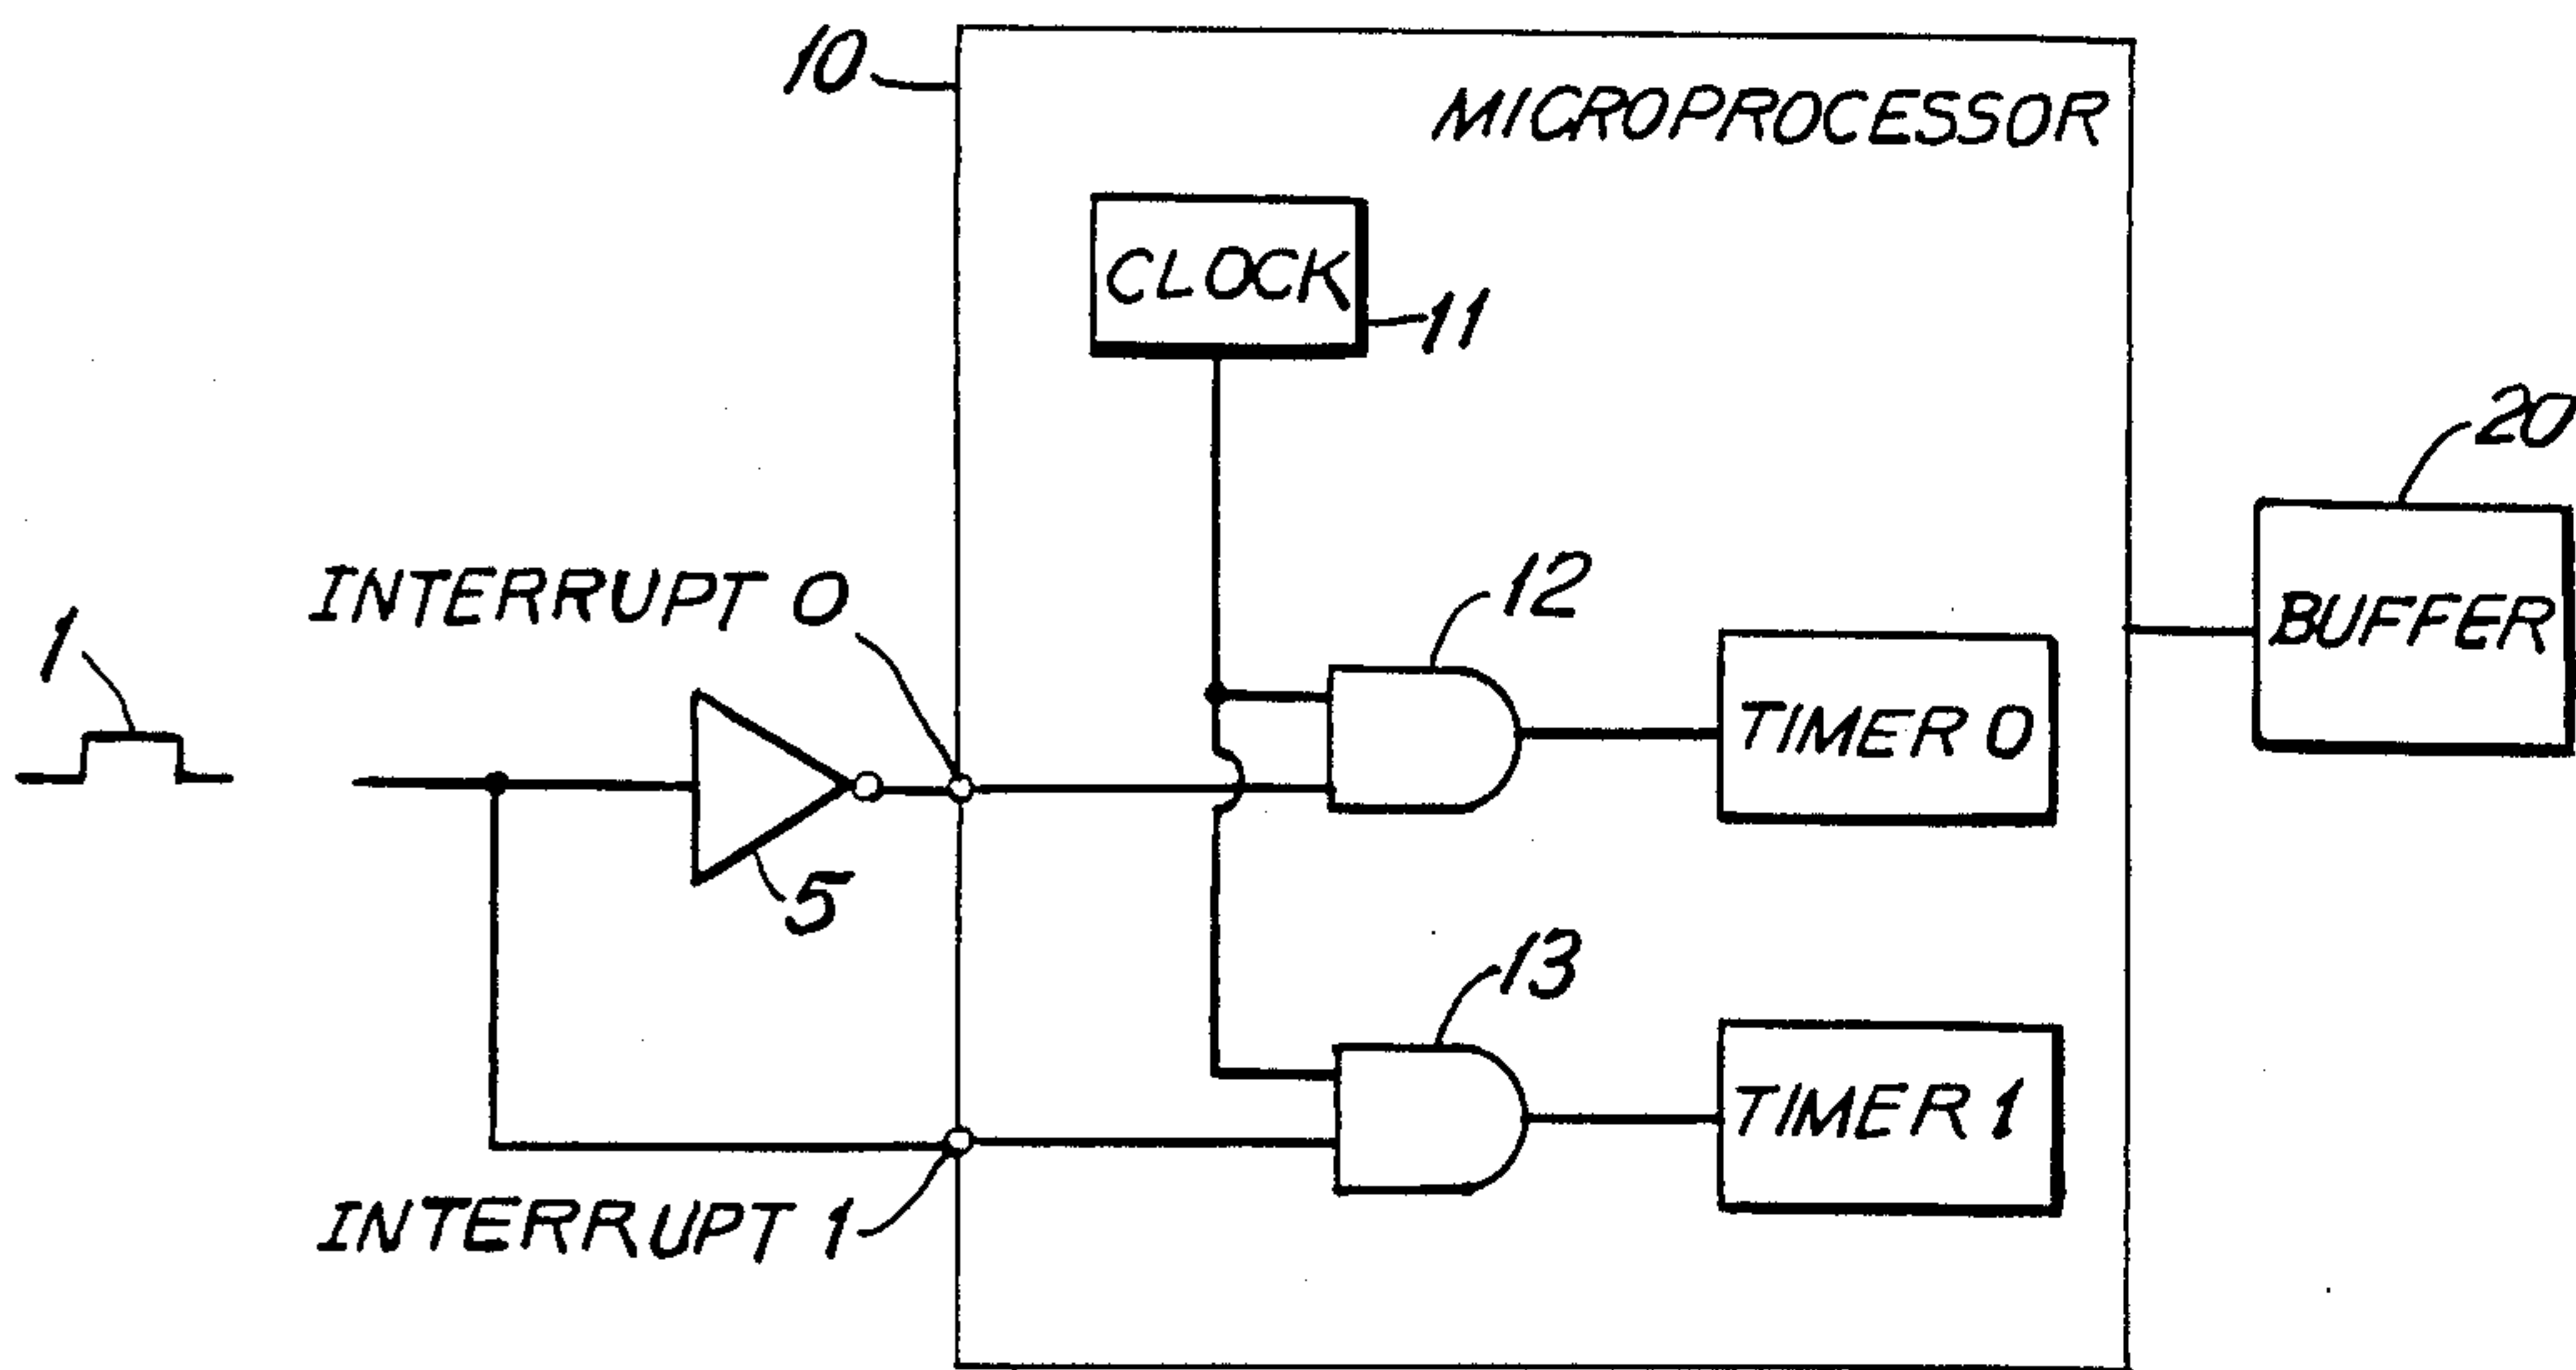 10
MICROPROCESSOR
CLOCK
11
20
BUFFER
12
INTERRUPT 0
1
TIMER 0
5
13
TIMER 1
INTERRUPT 1